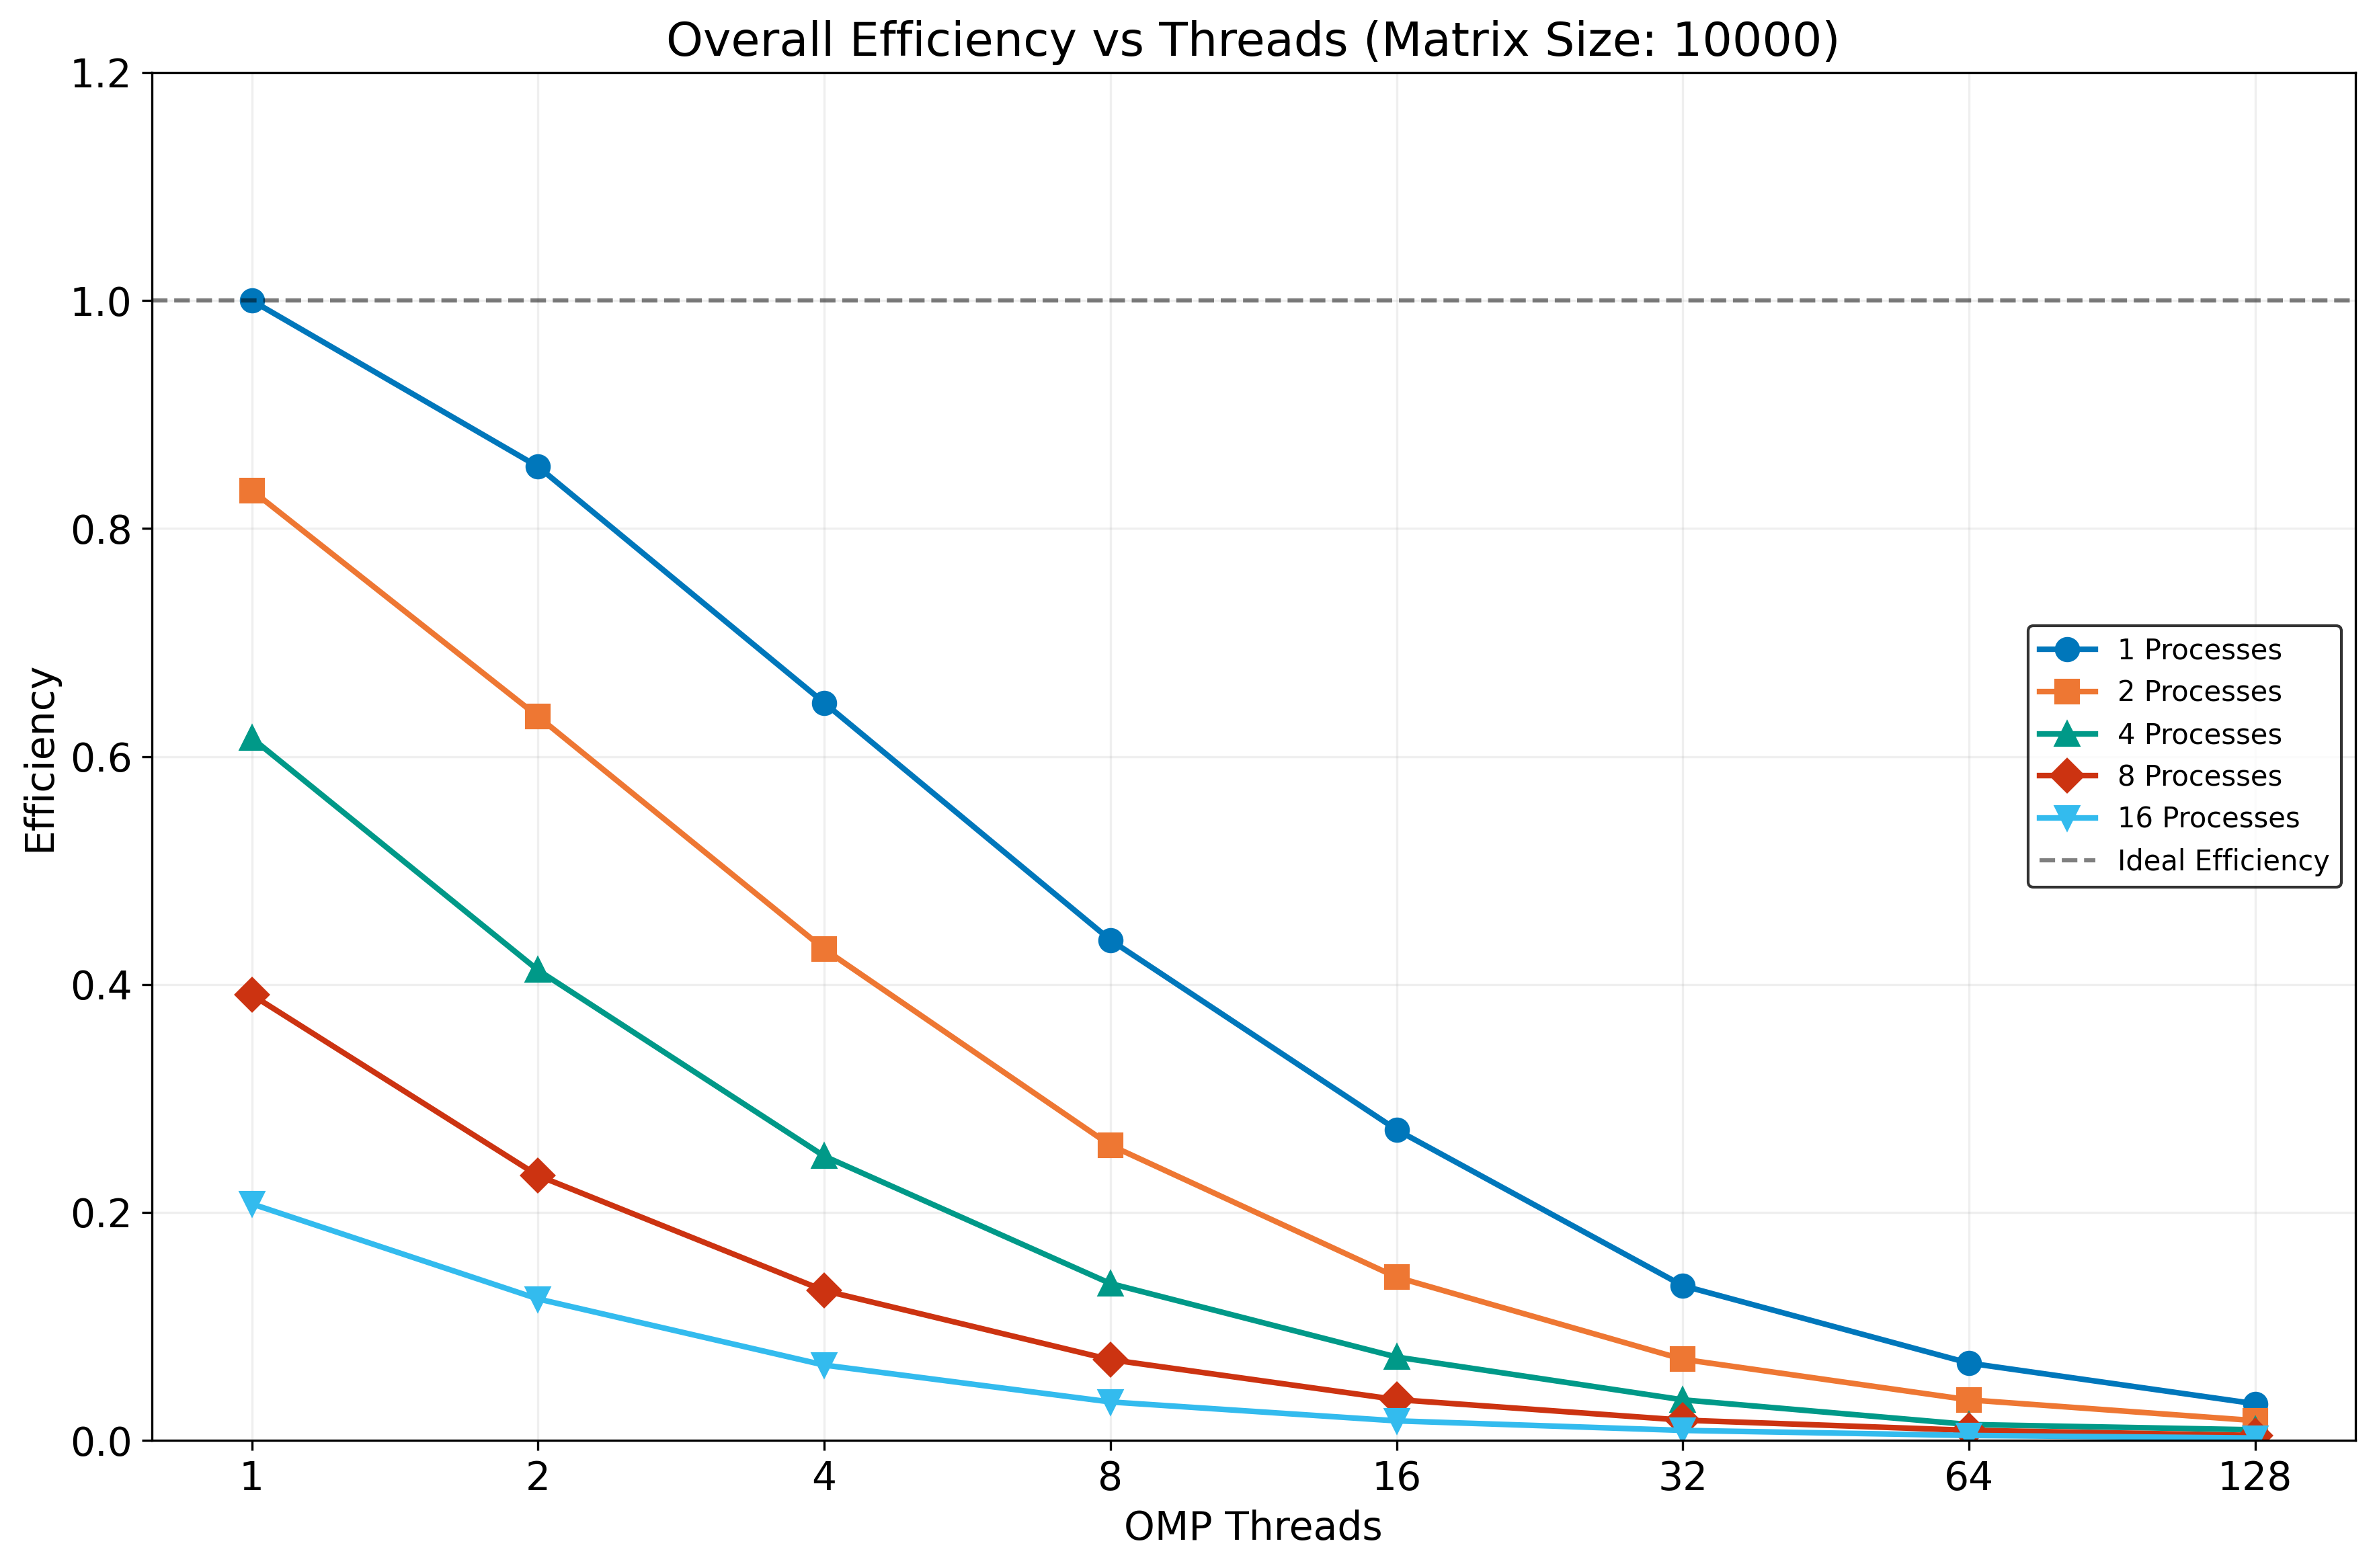 Overall Efficiency vs Threads (Matrix Size: 10000)
Efficiency
1.2
1.0
0.8
0.6
0.4
0.2
0.0
1 Processes
2 Processes
4 Processes
8 Processes
16 Processes
Ideal Efficiency
1 2 4 8 16 32 64 128
OMP Threads